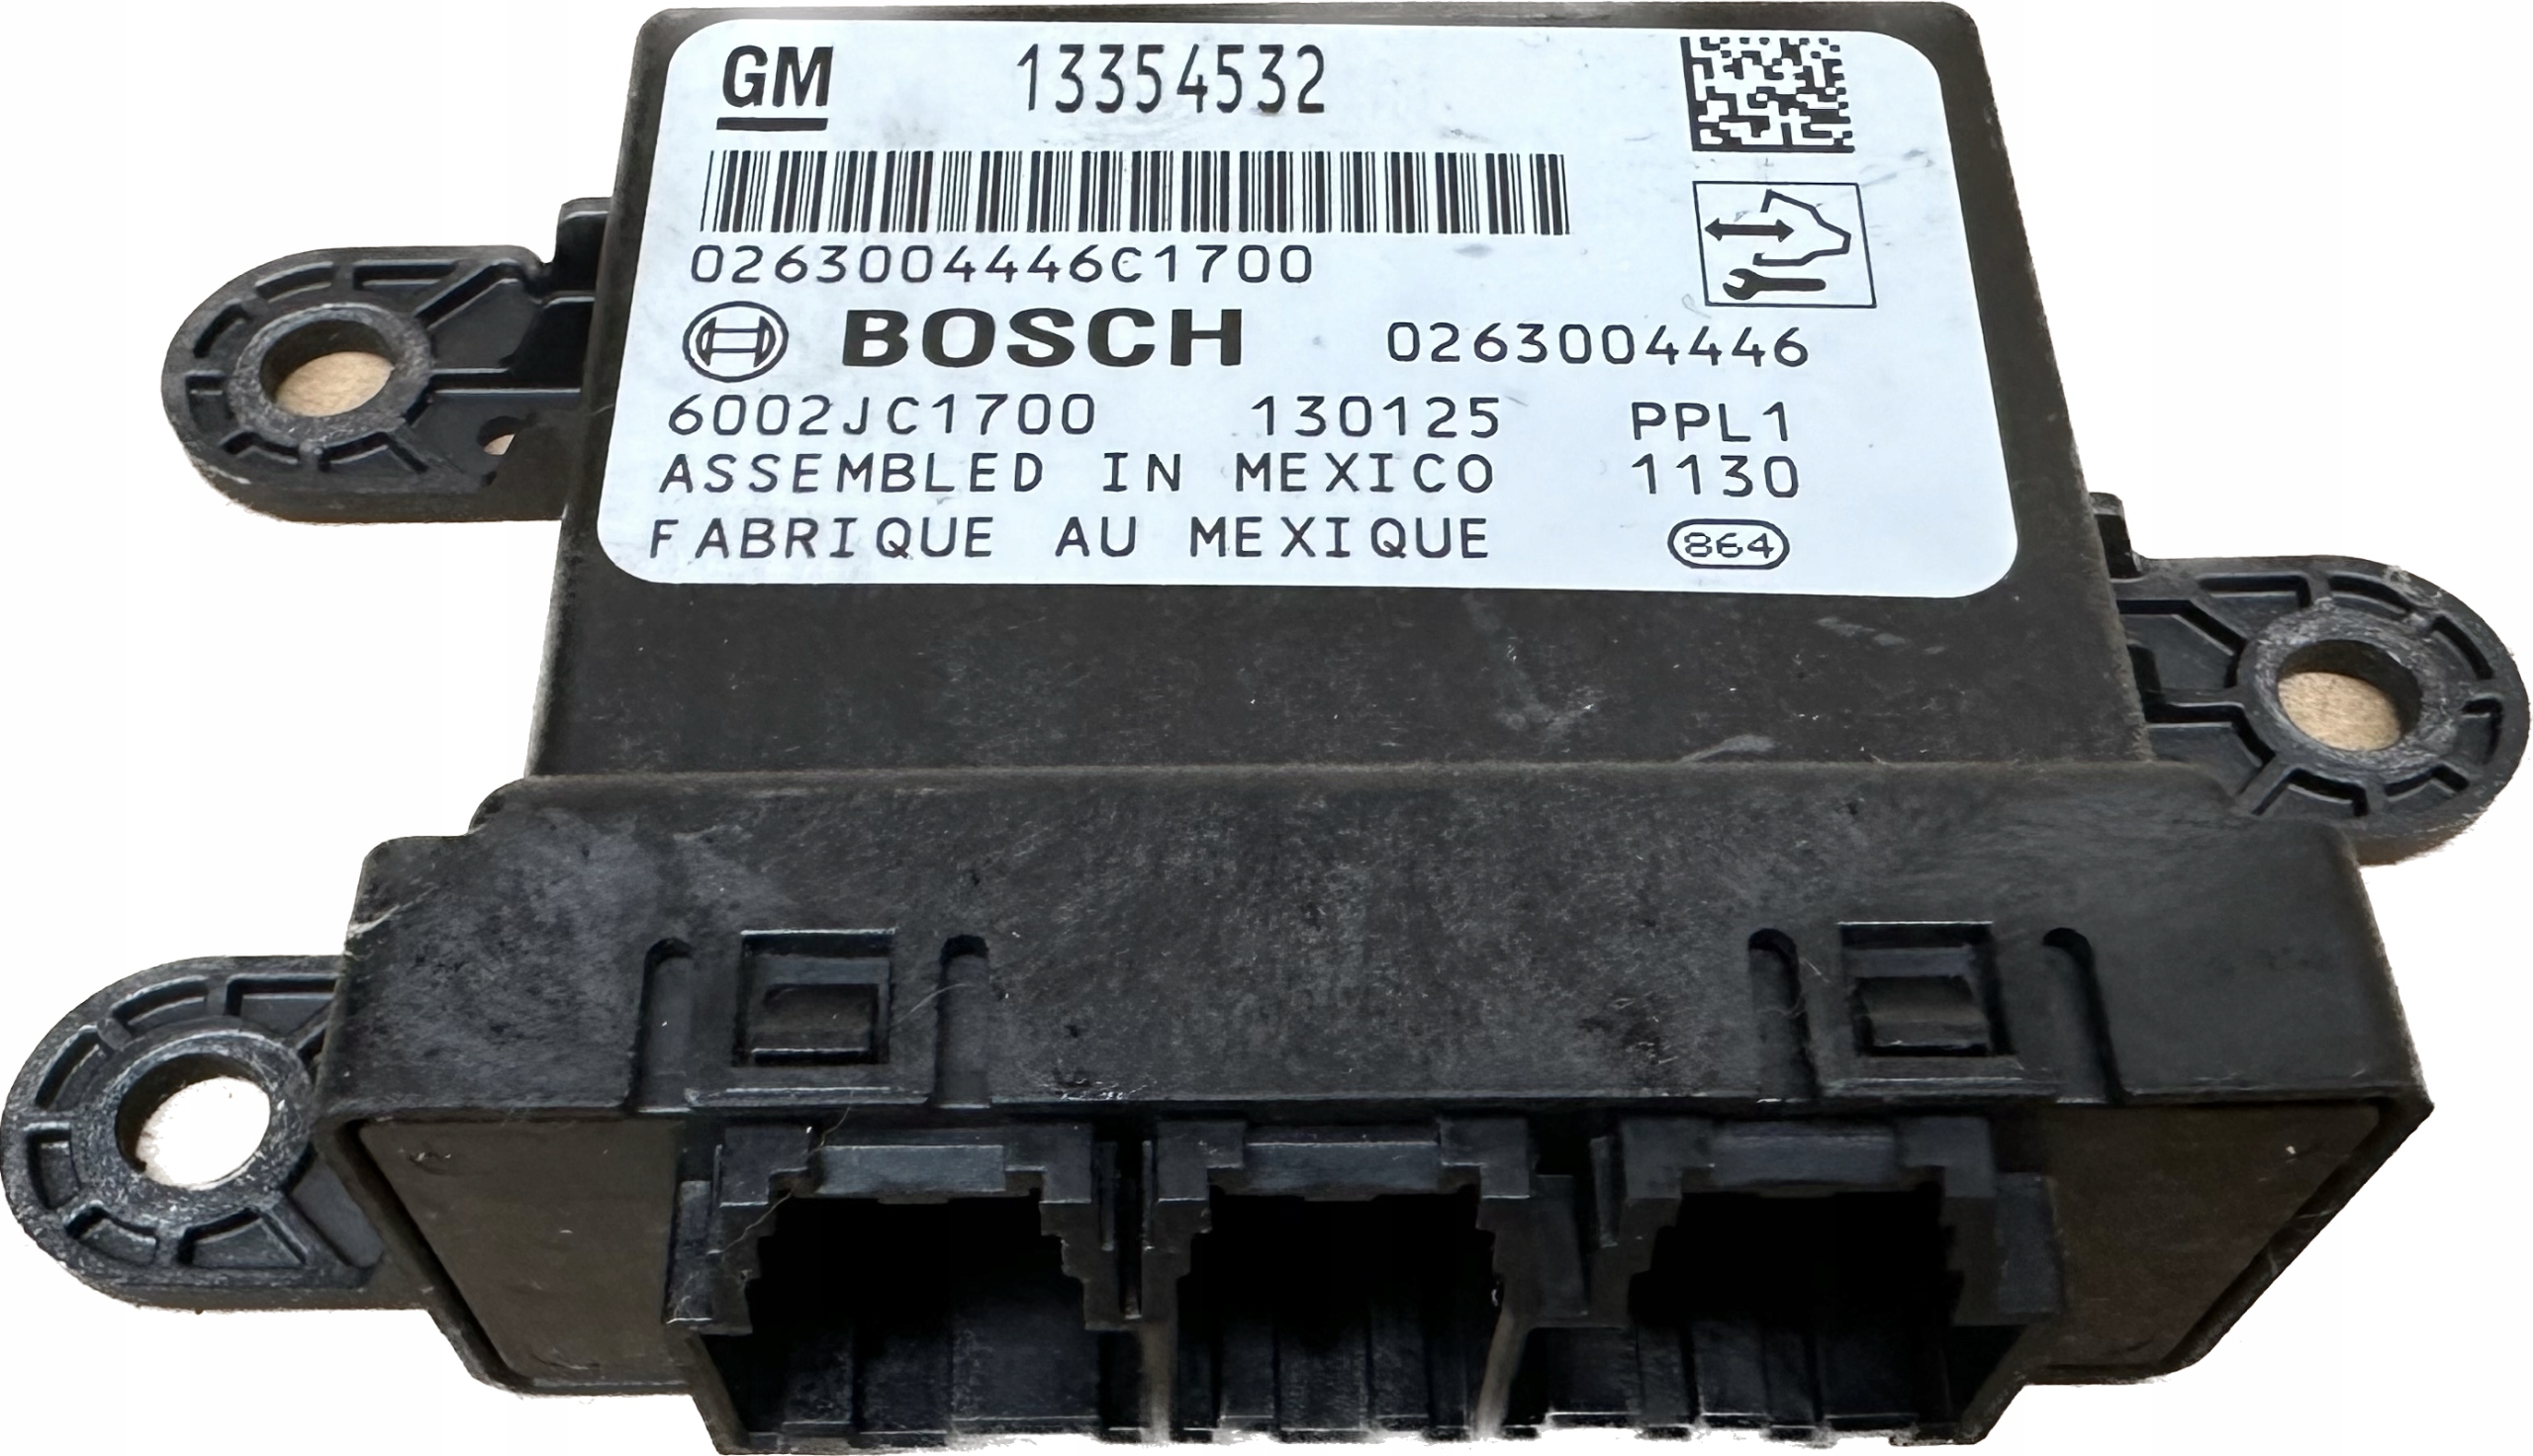 GM 13354532
0263004446C1700
BOSCH 0263004446
6002JC1700 130125 PPL1
ASSEMBLED IN MEXICO 1130
FABRIQUE AU MEXIQUE 864